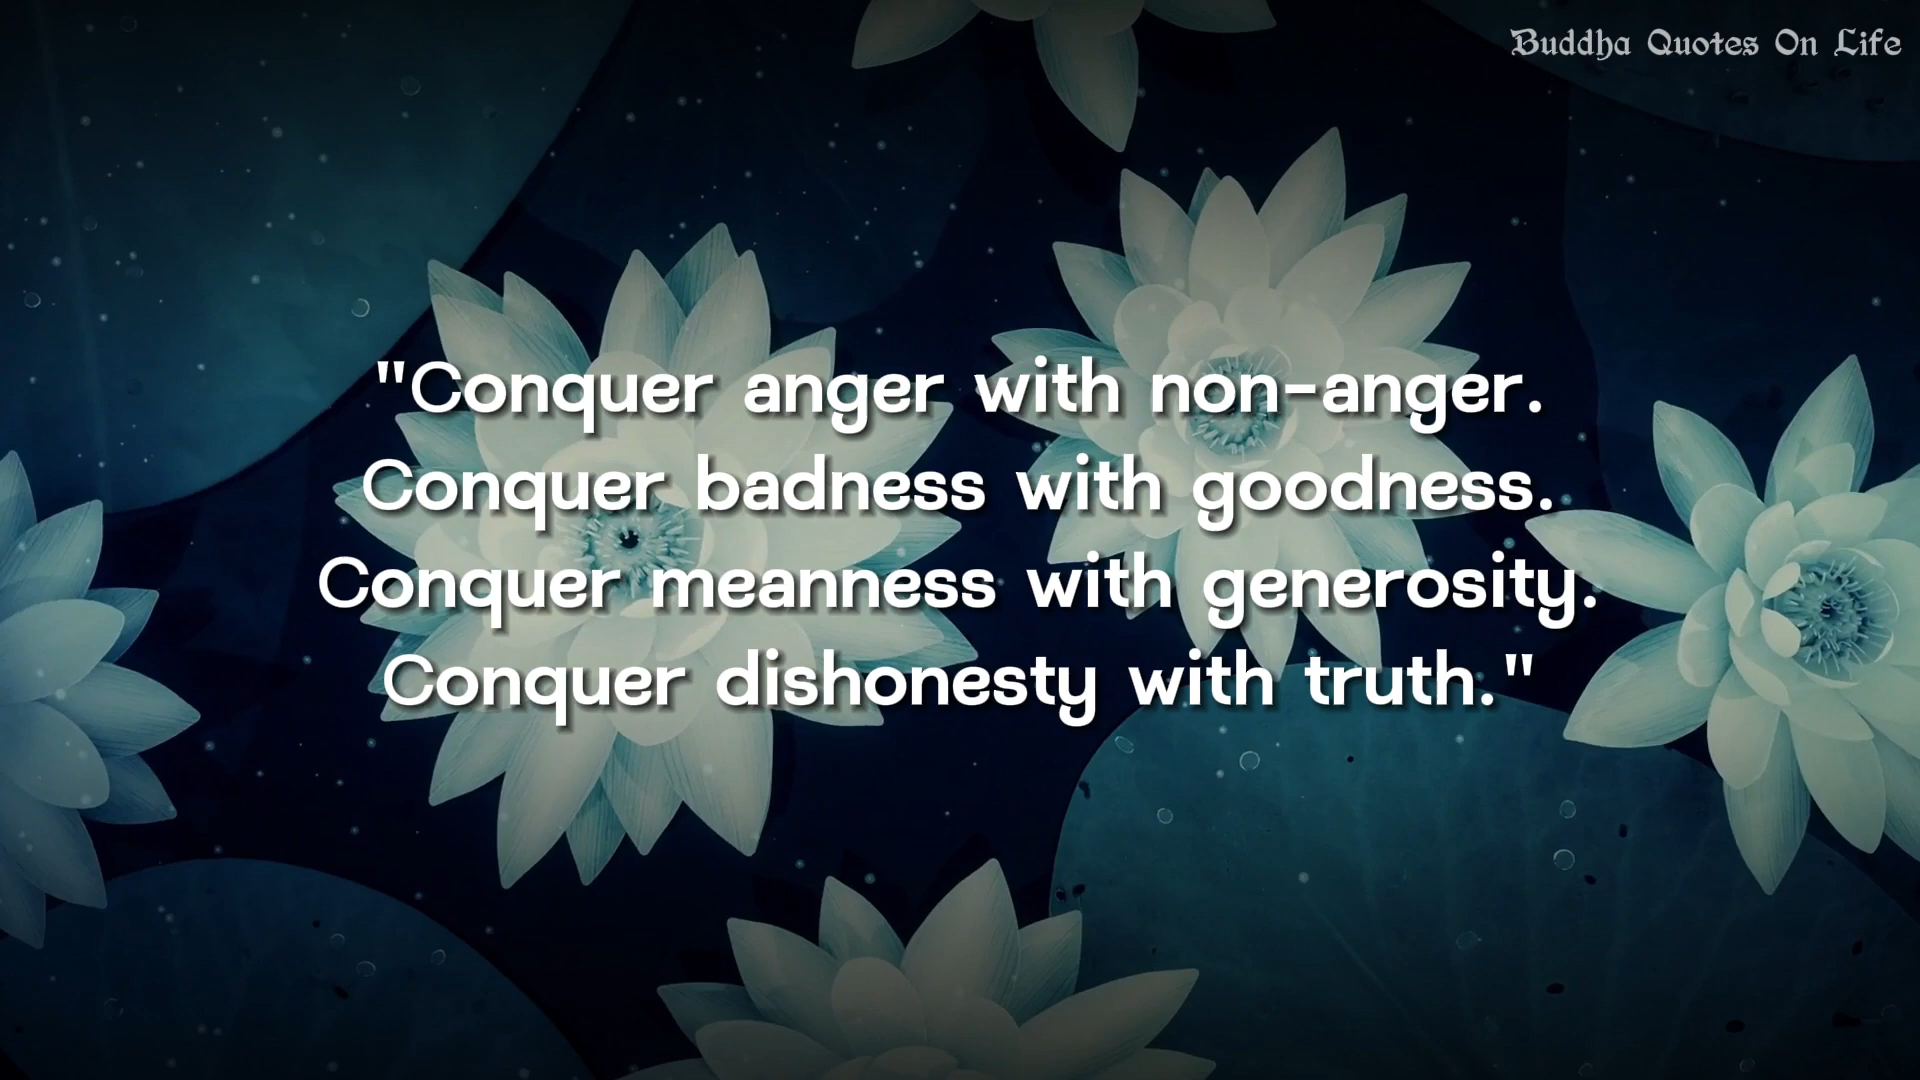 Buddha Quotes On Life
"Conquer anger with non-anger.
Conquer badness with goodness.
Conquer meanness with generosity.
Conquer dishonesty with truth."